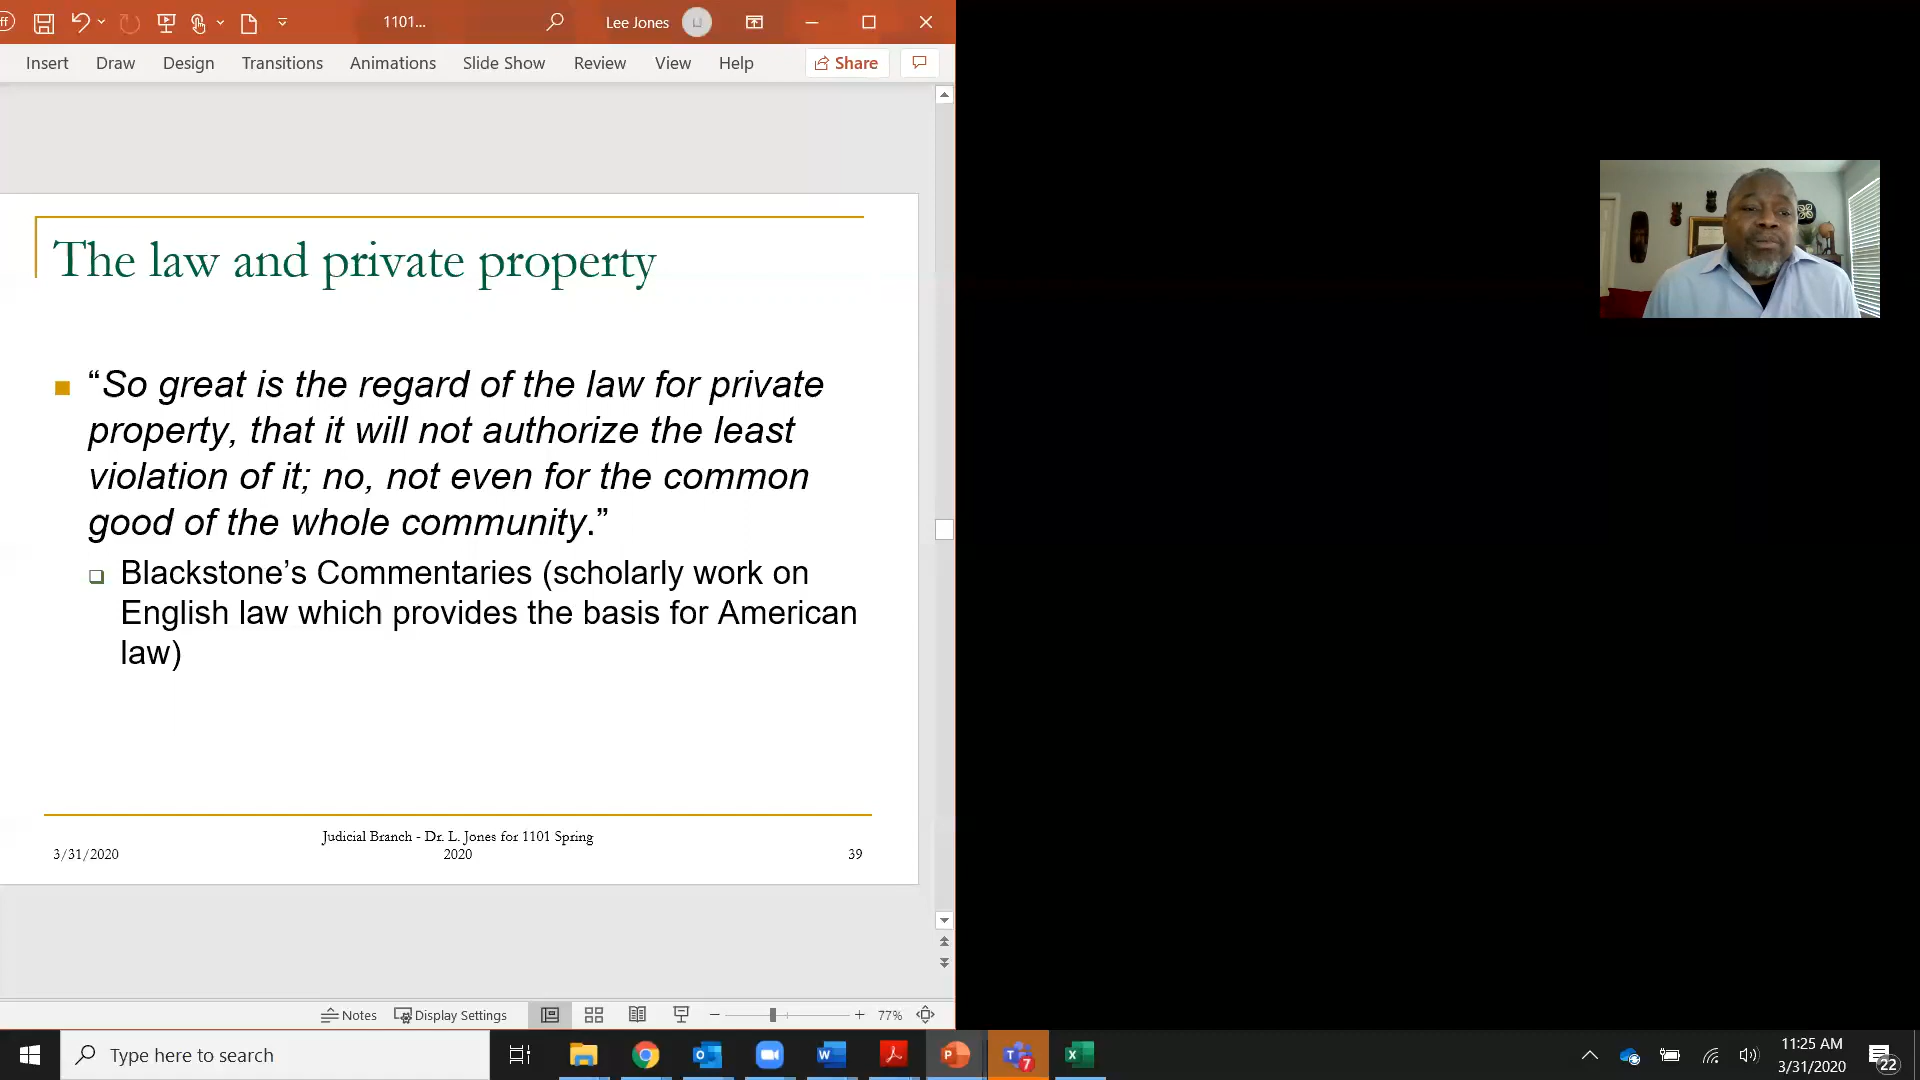 ff
1101...
Lee Jones
LJ
Insert Draw Design Transitions Animations Slide Show Review View Help Share
The law and private property
“So great is the regard of the law for private
property, that it will not authorize the least
violation of it; no, not even for the common
good of the whole community.”
Blackstone’s Commentaries (scholarly work on
English law which provides the basis for American
law)
3/31/2020
Judicial Branch - Dr. L. Jones for 1101 Spring
2020
39
Notes Display Settings 77%
Type here to search
W
P
T
7
X
11:25 AM
3/31/2020
22